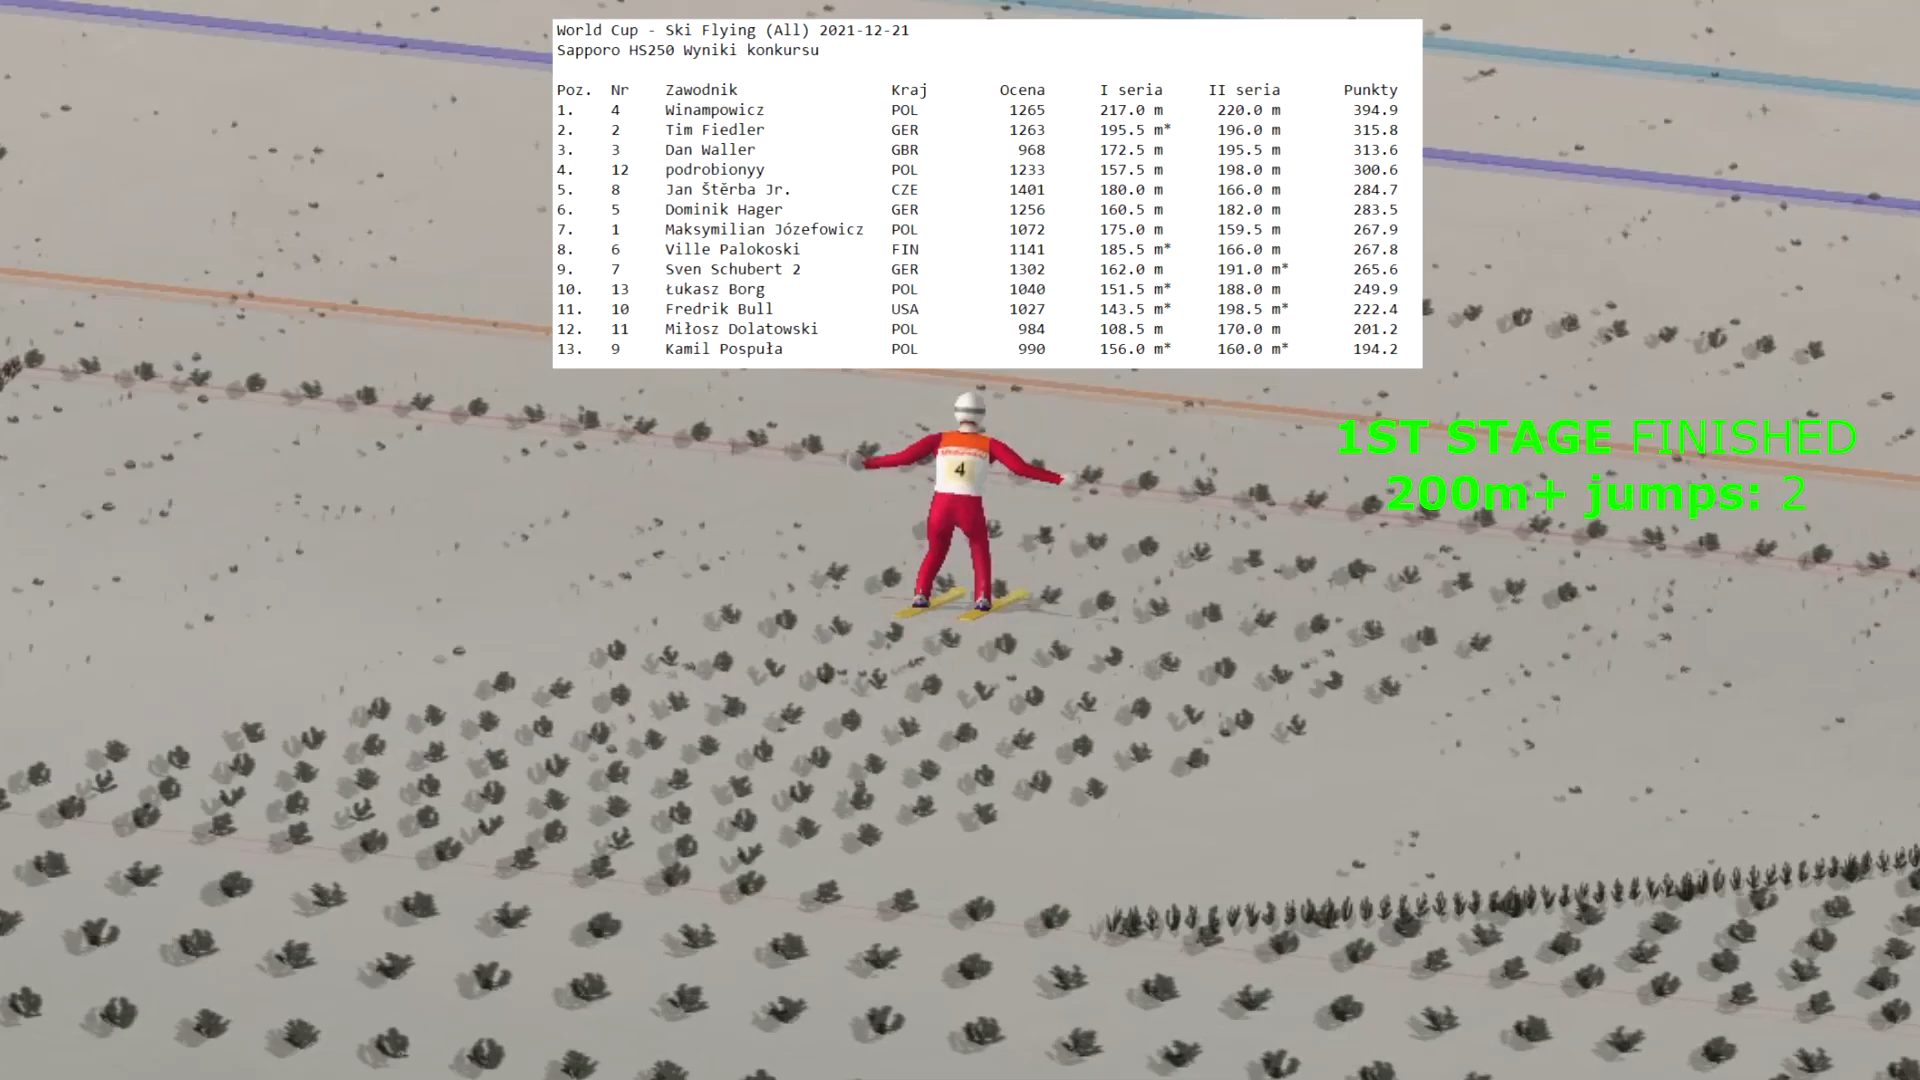 World Cup - Ski Flying (All) 2021-12-21
Sapporo HS250 Wyniki konkursu
Poz. Nr Zawodnik Kraj Ocena I seria II seria Punkty
1. 4 Winampowicz POL 1265 217.0 m 220.0 m 394.9
2. 2 Tim Fiedler GER 1263 195.5 m* 196.0 m 315.8
3. 3 Dan Waller GBR 968 172.5 m 195.5 m 313.6
4. 12 podrobionyy POL 1233 157.5 m 198.0 m 300.6
5. 8 Jan Štěrba Jr. CZE 1401 180.0 m 166.0 m 284.7
6. 5 Dominik Hager GER 1256 160.5 m 182.0 m 283.5
7. 1 Maksymilian Józefowicz POL 1072 175.0 m 159.5 m 267.9
8. 6 Ville Palokoski FIN 1141 185.5 m* 166.0 m 267.8
9. 7 Sven Schubert 2 GER 1302 162.0 m 191.0 m* 265.6
10. 13 Łukasz Borg POL 1040 151.5 m* 188.0 m 249.9
11. 10 Fredrik Bull USA 1027 143.5 m* 198.5 m* 222.4
12. 11 Miłosz Dolatowski POL 984 108.5 m 170.0 m 201.2
13. 9 Kamil Pospuła POL 990 156.0 m* 160.0 m* 194.2
1ST STAGE FINISHED
200m+ jumps: 2
4